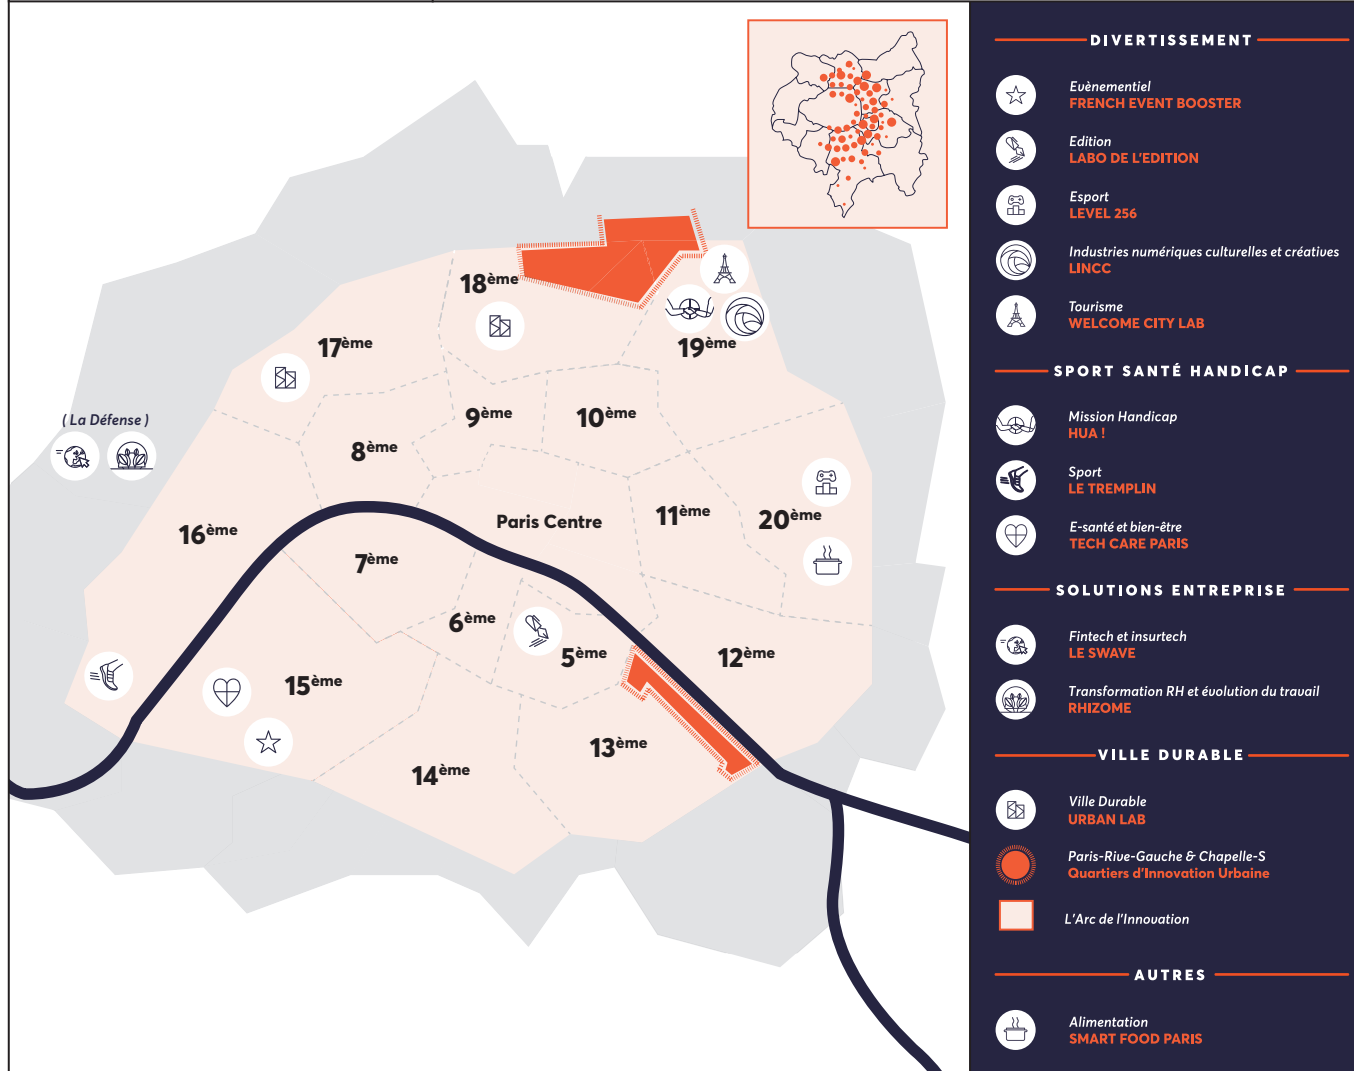 18ème
17ème
19ème
9ème
10ème
( La Défense )
8ème
16ème
Paris Centre
11ème
20ème
7ème
6ème
5ème
12ème
15ème
13ème
14ème
DIVERTISSEMENT
Evènementiel
FRENCH EVENT BOOSTER
Edition
LABO DE L'EDITION
Esport
LEVEL 256
Industries numériques culturelles et créatives
LINCC
Tourisme
WELCOME CITY LAB
SPORT SANTÉ HANDICAP
Mission Handicap
HUA !
Sport
LE TREMPLIN
E-santé et bien-être
TECH CARE PARIS
SOLUTIONS ENTREPRISE
Fintech et insurtech
LE SWAVE
Transformation RH et évolution du travail
RHIZOME
VILLE DURABLE
Ville Durable
URBAN LAB
Paris-Rive-Gauche & Chapelle-S
Quartiers d'Innovation Urbaine
L'Arc de l'Innovation
AUTRES
Alimentation
SMART FOOD PARIS